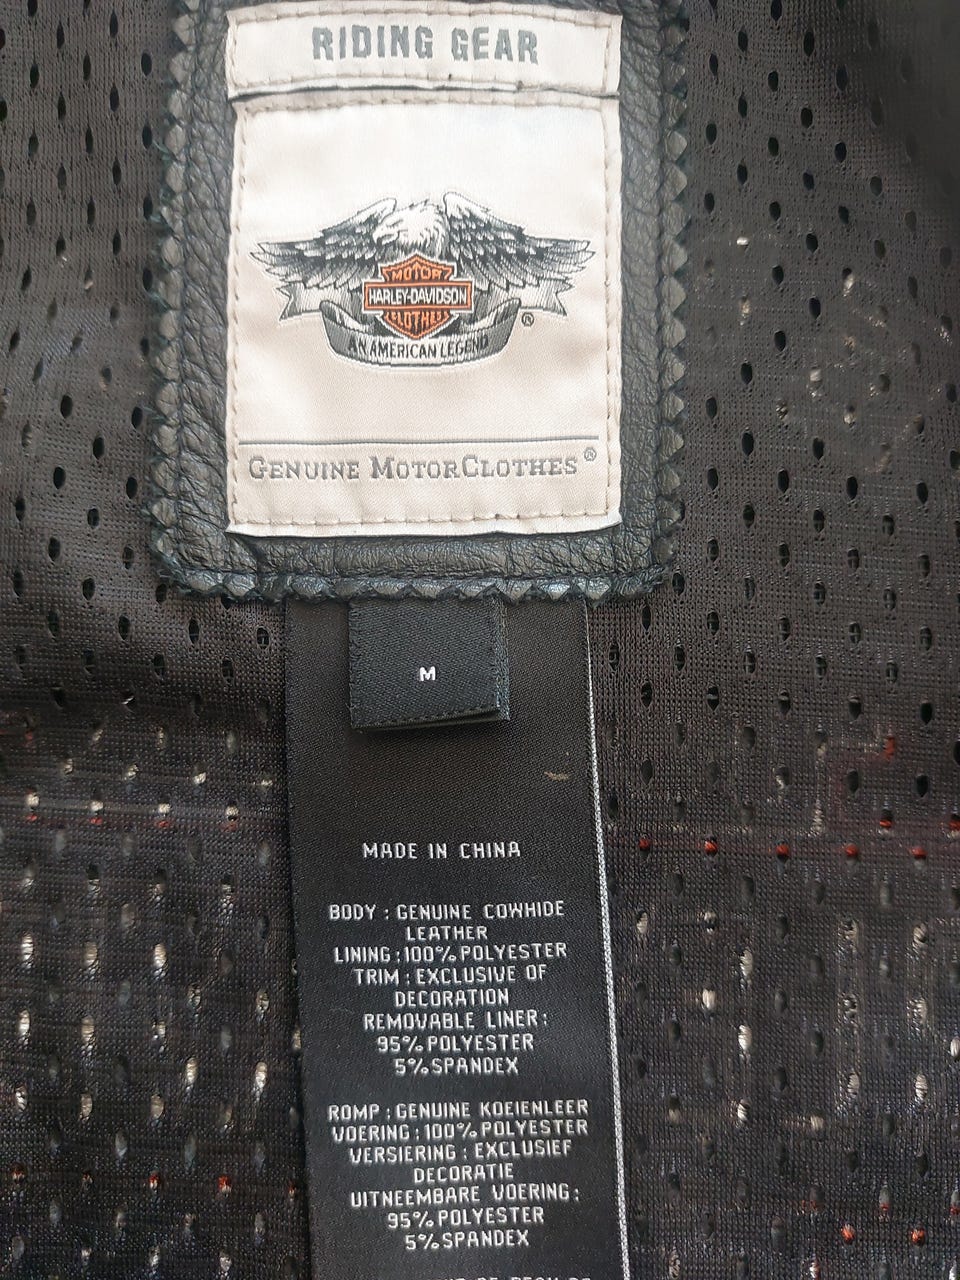 RIDING GEAR
MOTOR
HARLEY-DAVIDSON
CLOTHES
®
AN AMERICAN LEGEND
GENUINE MOTORCLOTHES®
M
MADE IN CHINA
BODY : GENUINE COWHIDE
LEATHER
LINING :100% POLYESTER
TRIM : EXCLUSIVE OF
DECORATION
REMOVABLE LINER :
95% POLYESTER
5% SPANDEX
ROMP : GENUINE KOEIENLEER
VOERING : 100% POLYESTER
VERSIERING : EXCLUSIEF
DECORATIE
UITNEEMBARE VOERING :
95% POLYESTER
5% SPANDEX